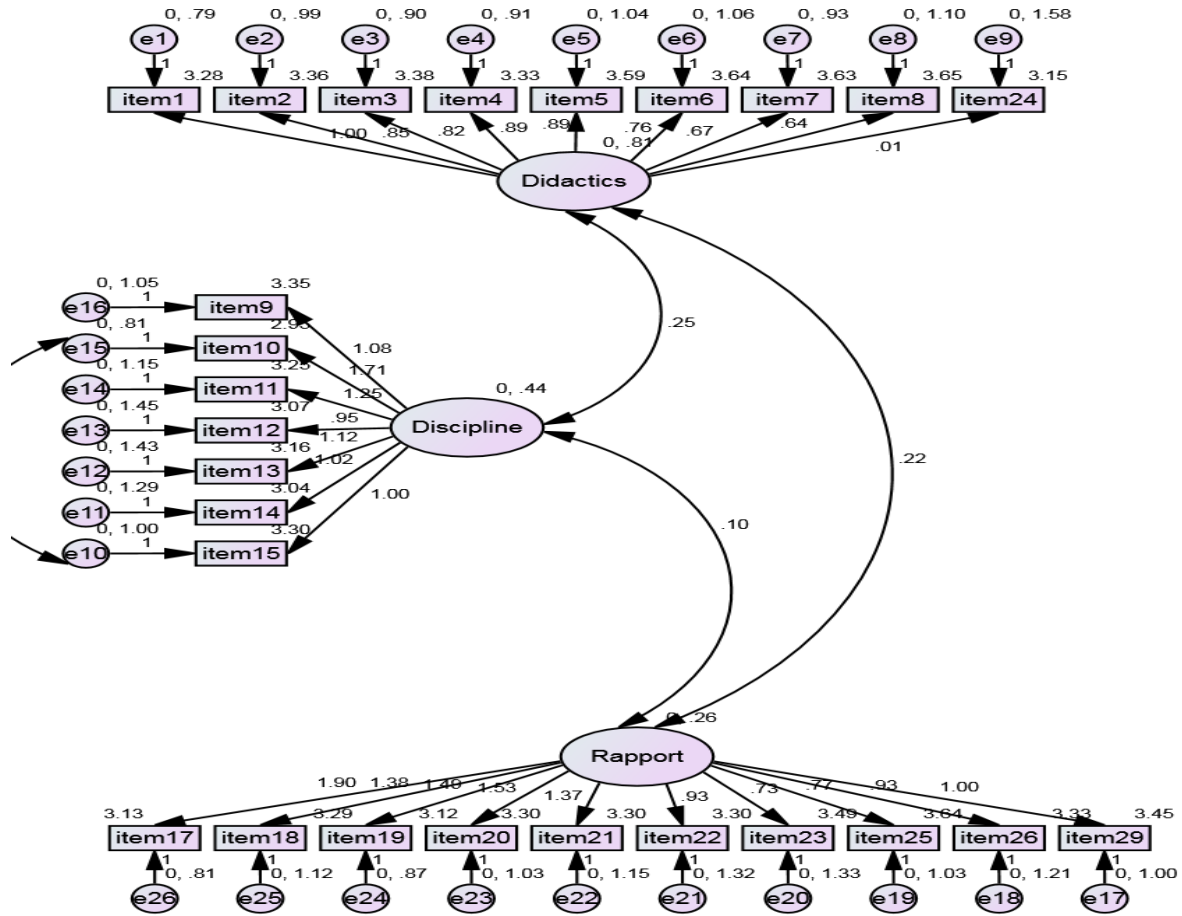 0, .79 0, .99 0, .90 0, .91 0, 1.04 0, 1.06 0, .93 0, 1.10 0, 1.58
e1 e2 e3 e4 e5 e6 e7 e8 e9
1 1 1 1 1 1 1 1 1
3.28 3.36 3.38 3.33 3.59 3.64 3.63 3.65 3.15
item1 item2 item3 item4 item5 item6 item7 item8 item24
1.00 .85 .82 .89 .89 .76 .67 .64 .01
0, .81
Didactics
.25
.22
.10
0, 1.05 1 3.35
e16 item9
0, .81 1
e15 item10
0, 1.15 1 3.25
e14 item11
0, 1.45 1 3.07
e13 item12
0, 1.43 1 3.16
e12 item13
0, 1.29 1 3.04
e11 item14
0, 1.00 1 3.30
e10 item15
1.08
1.71
1.25
.95
1.12
1.02
1.00
0, .44
Discipline
0, .26
Rapport
1.90 1.38 1.40 1.53 1.37 .93 .73 .77 .93 1.00
3.13 3.29 3.12 3.30 3.30 3.30 3.49 3.64 3.33 3.45
item17 item18 item19 item20 item21 item22 item23 item25 item26 item29
1 1 1 1 1 1 1 1 1 1
0, .81 0, 1.12 0, .87 0, 1.03 0, 1.15 0, 1.32 0, 1.33 0, 1.03 0, 1.21 0, 1.00
e26 e25 e24 e23 e22 e21 e20 e19 e18 e17